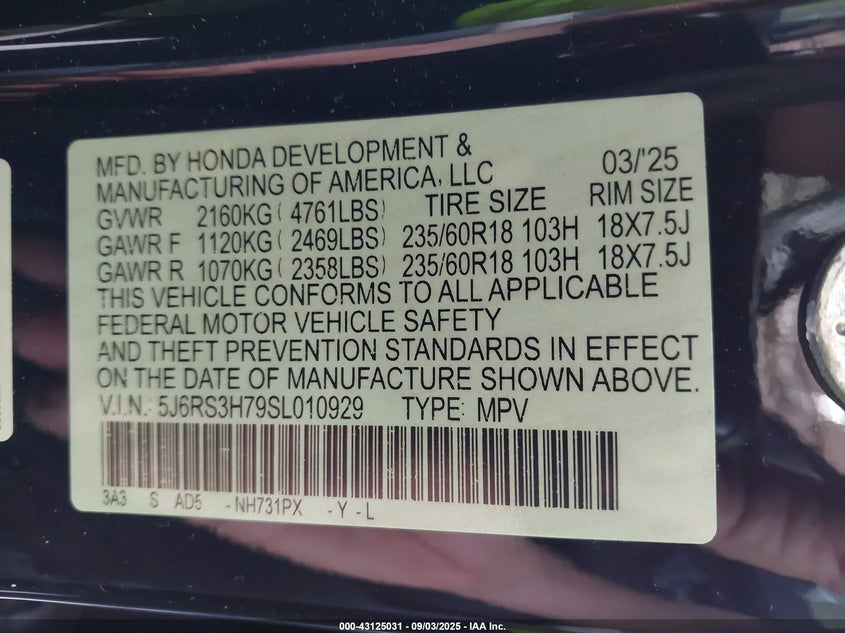 MFD. BY HONDA DEVELOPMENT &
MANUFACTURING OF AMERICA, LLC 03/'25
GVWR 2160KG ( 4761LBS) TIRE SIZE RIM SIZE
GAWR F 1120KG ( 2469LBS) 235/60R18 103H 18X7.5J
GAWR R 1070KG ( 2358LBS) 235/60R18 103H 18X7.5J
THIS VEHICLE CONFORMS TO ALL APPLICABLE
FEDERAL MOTOR VEHICLE SAFETY
AND THEFT PREVENTION STANDARDS IN EFFECT
ON THE DATE OF MANUFACTURE SHOWN ABOVE.
V.I.N.: 5J6RS3H79SL010929 TYPE: MPV
3A3 S AD5 -NH731PX -Y -L
000-43125031 - 09/03/2025 - IAA Inc.